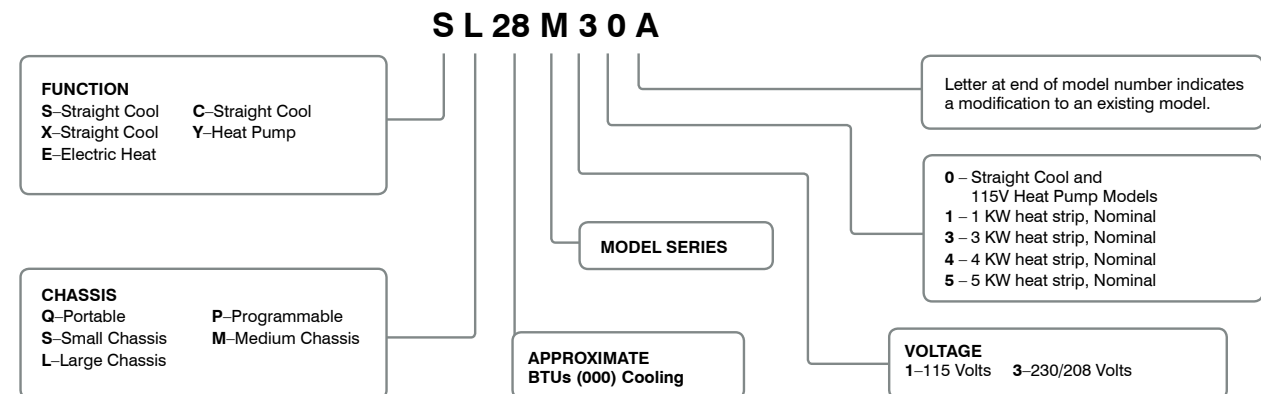 S L 28 M 3 0 A
FUNCTION
S–Straight Cool C–Straight Cool
X–Straight Cool Y–Heat Pump
E–Electric Heat
Letter at end of model number indicates
a modification to an existing model.
0 – Straight Cool and
115V Heat Pump Models
1 – 1 KW heat strip, Nominal
3 – 3 KW heat strip, Nominal
4 – 4 KW heat strip, Nominal
5 – 5 KW heat strip, Nominal
MODEL SERIES
CHASSIS
Q–Portable P–Programmable
S–Small Chassis M–Medium Chassis
L–Large Chassis
APPROXIMATE
BTUs (000) Cooling
VOLTAGE
1–115 Volts 3–230/208 Volts